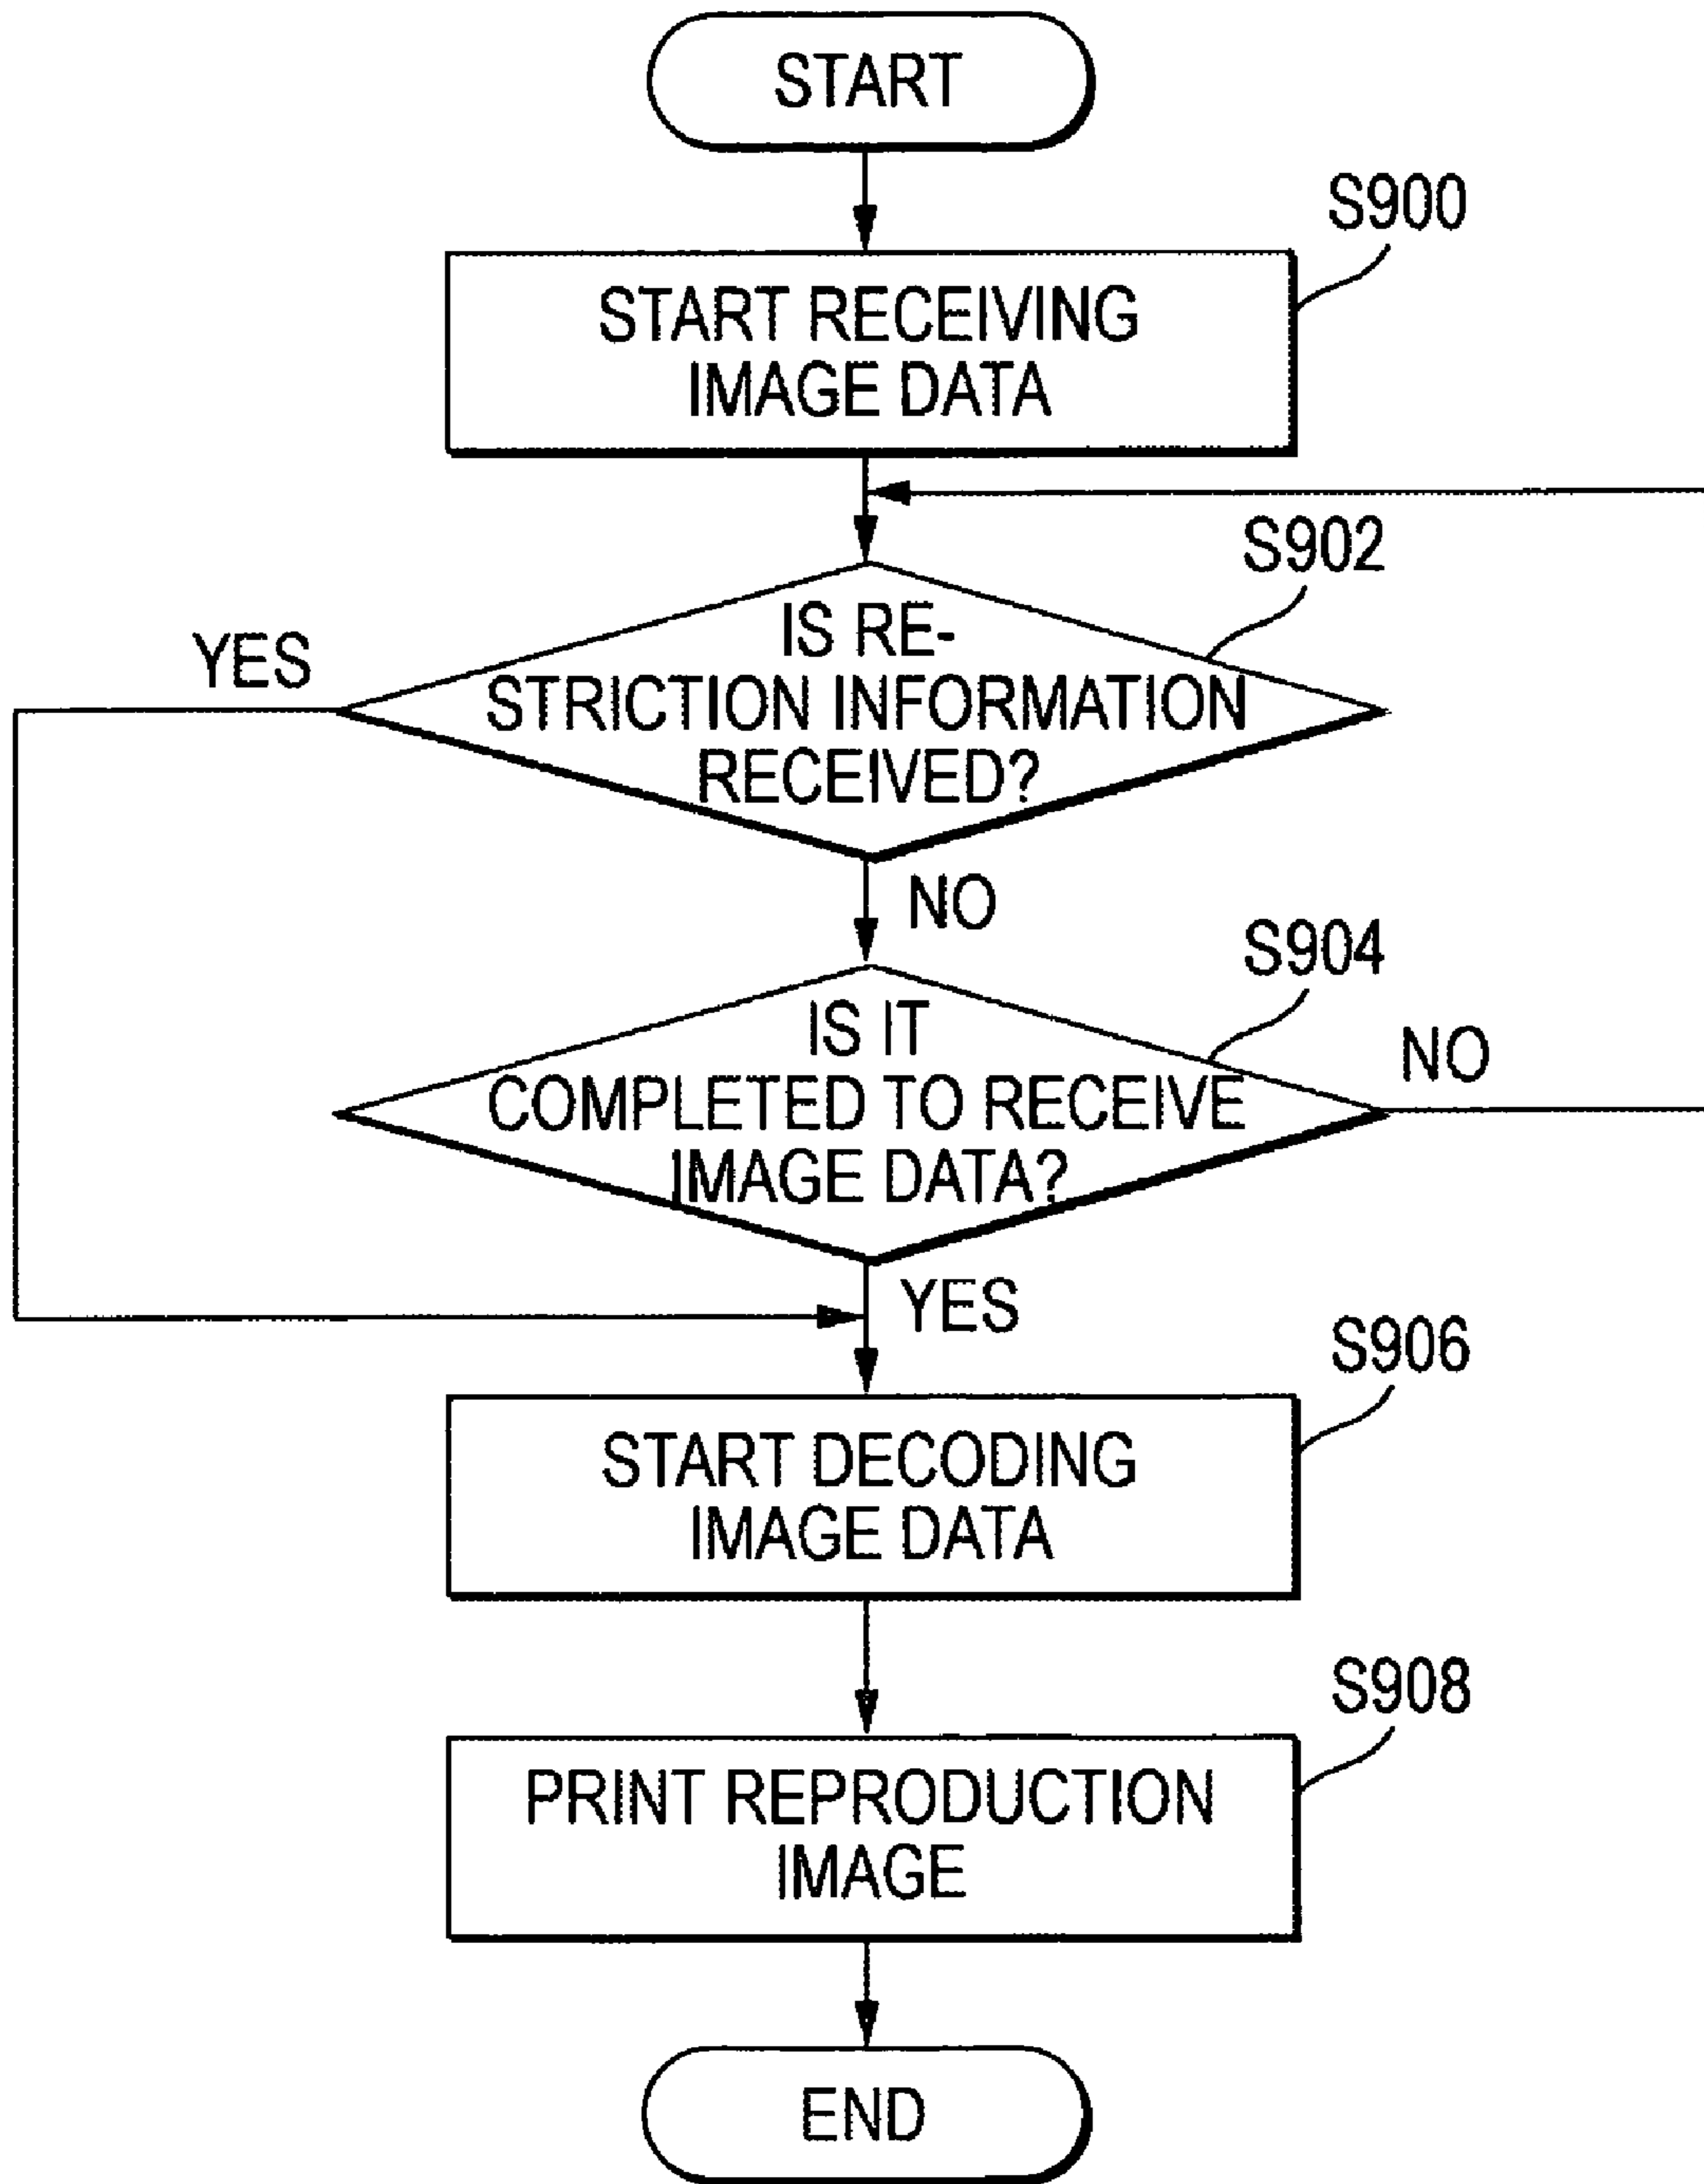 START
S900
START RECEIVING
IMAGE DATA
S902
IS RE-
STRICTION INFORMATION
RECEIVED?
YES
NO
S904
IS IT
COMPLETED TO RECEIVE
IMAGE DATA?
NO
YES
S906
START DECODING
IMAGE DATA
S908
PRINT REPRODUCTION
IMAGE
END